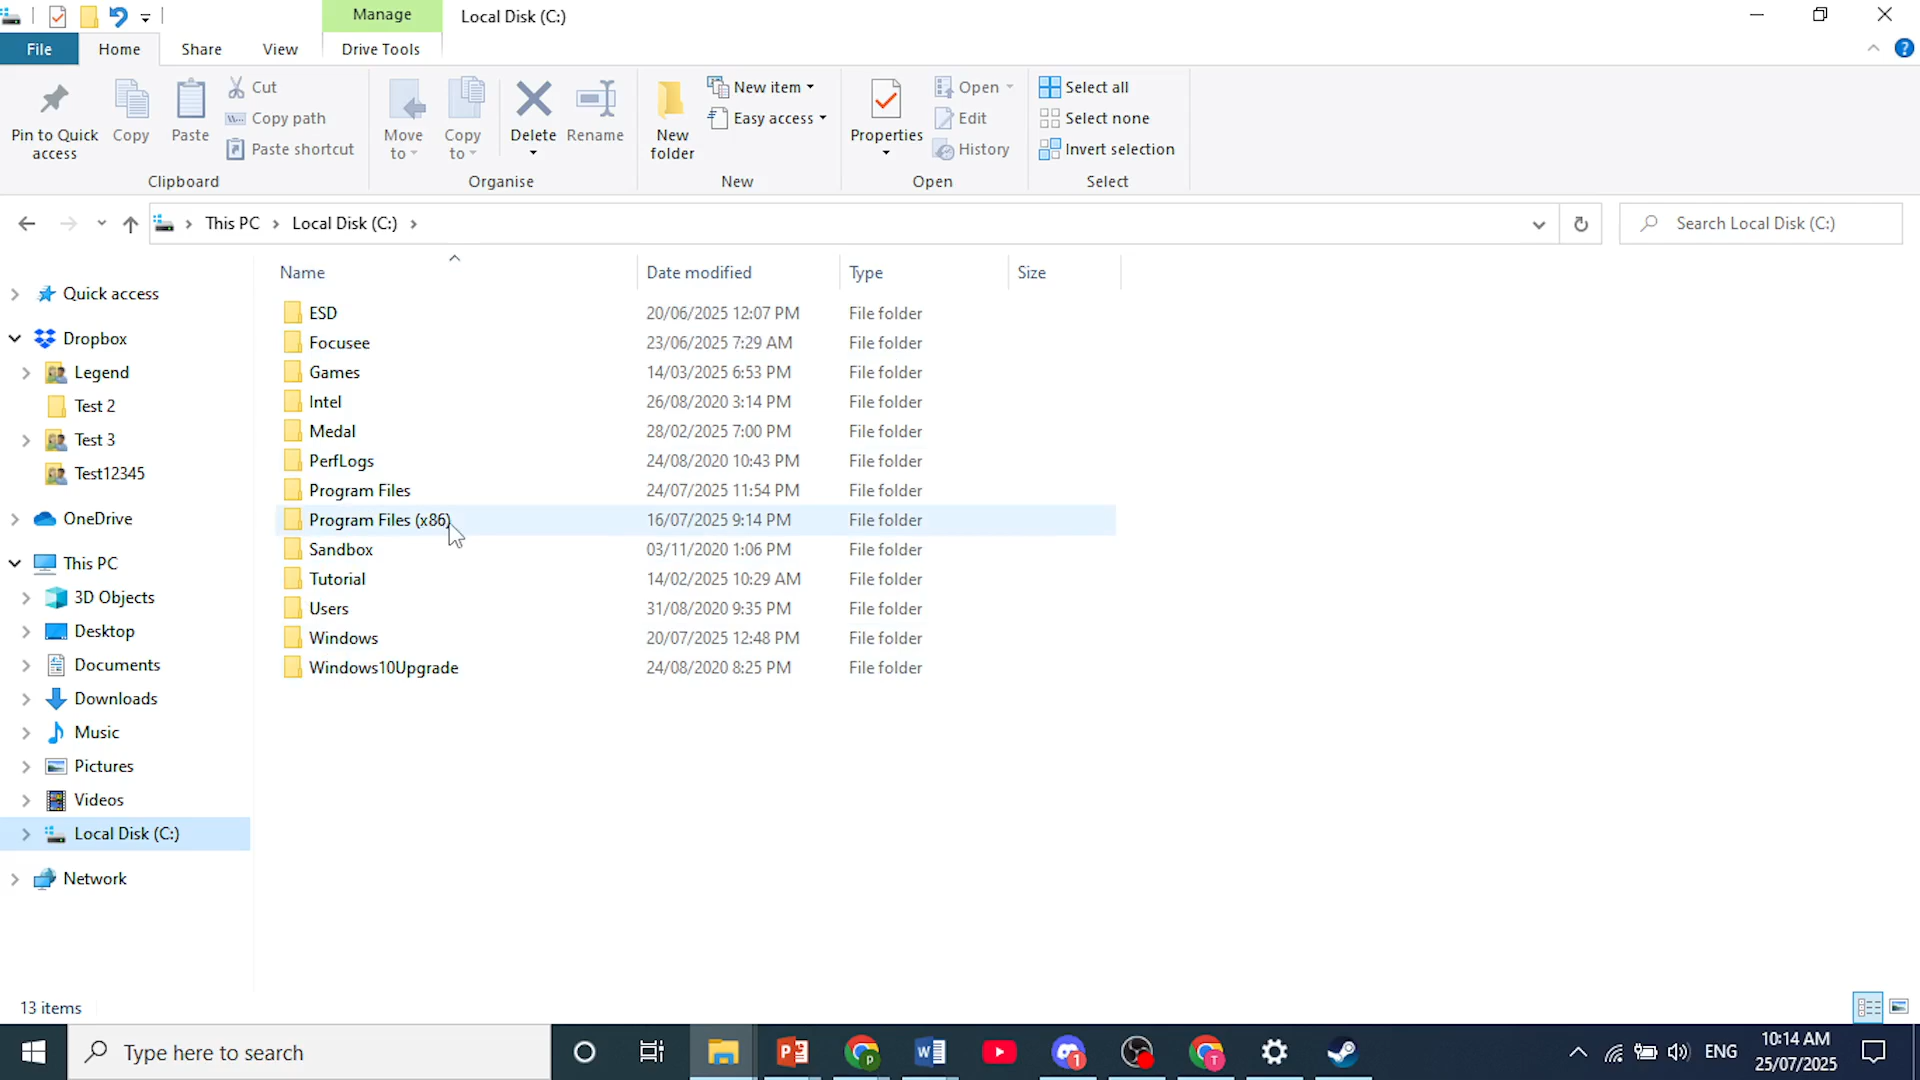 Manage
Local Disk (C:)
File
Home
Share
View
Drive Tools
Pin to Quick access
Copy
Paste
Cut
Copy path
Paste shortcut
Clipboard
Move to
Copy to
Delete
Rename
Organise
New folder
New item
Easy access
New
Properties
Open
Edit
History
Open
Select all
Select none
Invert selection
Select
This PC
Local Disk (C:)
Search Local Disk (C:)
Quick access
Dropbox
Legend
Test 2
Test 3
Test12345
OneDrive
This PC
3D Objects
Desktop
Documents
Downloads
Music
Pictures
Videos
Local Disk (C:)
Network
Name Date modified Type Size
ESD 20/06/2025 12:07 PM File folder
Focusee 23/06/2025 7:29 AM File folder
Games 14/03/2025 6:53 PM File folder
Intel 26/08/2020 3:14 PM File folder
Medal 28/02/2025 7:00 PM File folder
PerfLogs 24/08/2020 10:43 PM File folder
Program Files 24/07/2025 11:54 PM File folder
Program Files (x86) 16/07/2025 9:14 PM File folder
Sandbox 03/11/2020 1:06 PM File folder
Tutorial 14/02/2025 10:29 AM File folder
Users 31/08/2020 9:35 PM File folder
Windows 20/07/2025 12:48 PM File folder
Windows10Upgrade 24/08/2020 8:25 PM File folder
13 items
Type here to search
P
P
W
1
T
ENG
10:14 AM
25/07/2025